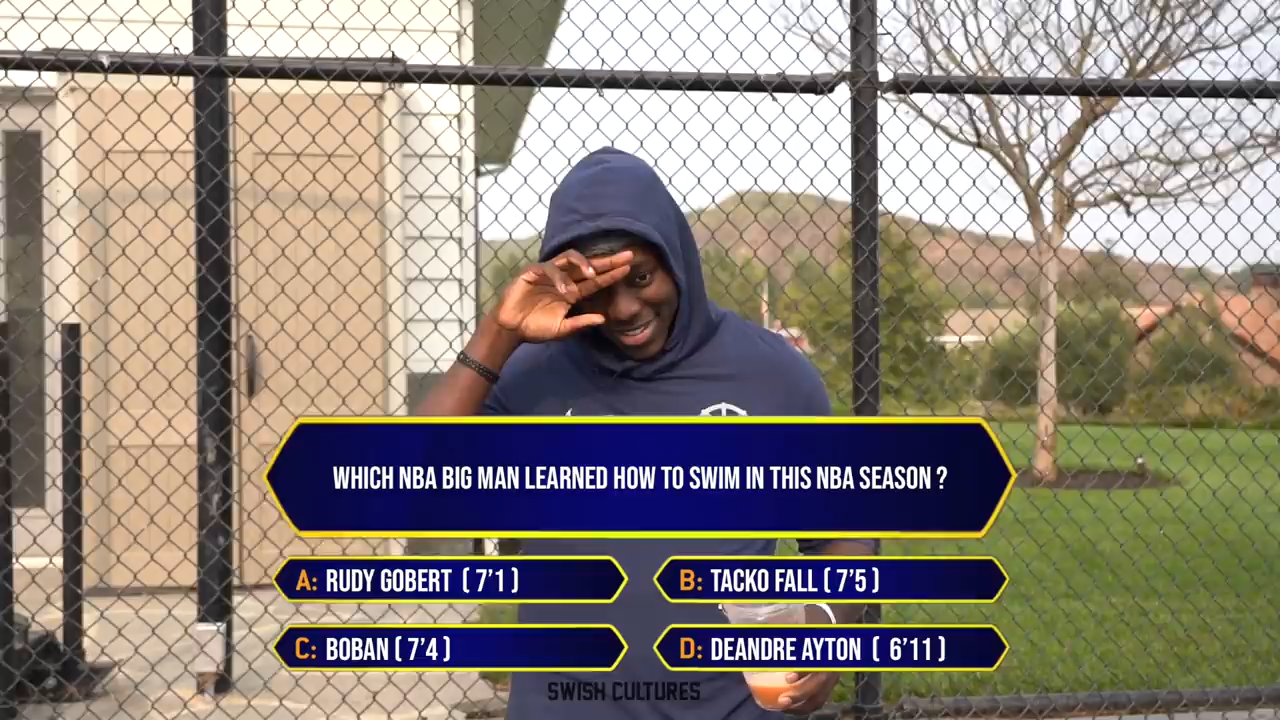 WHICH NBA BIG MAN LEARNED HOW TO SWIM IN THIS NBA SEASON ?
A: RUDY GOBERT ( 7'1 )
B: TACKO FALL ( 7'5 )
C: BOBAN ( 7'4 )
D: DEANDRE AYTON ( 6'11 )
SWISH CULTURES